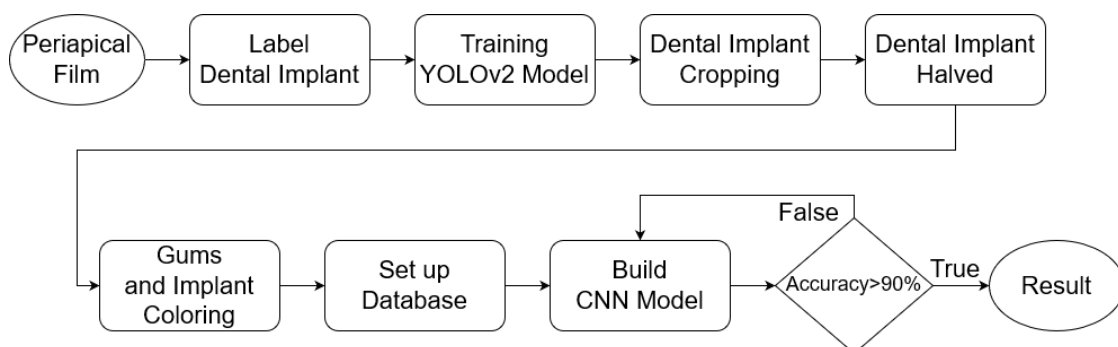 Periapical
Film
Label
Dental Implant
Training
YOLOv2 Model
Dental Implant
Cropping
Dental Implant
Halved
Gums
and Implant
Coloring
Set up
Database
Build
CNN Model
False
Accuracy>90%
True
Result